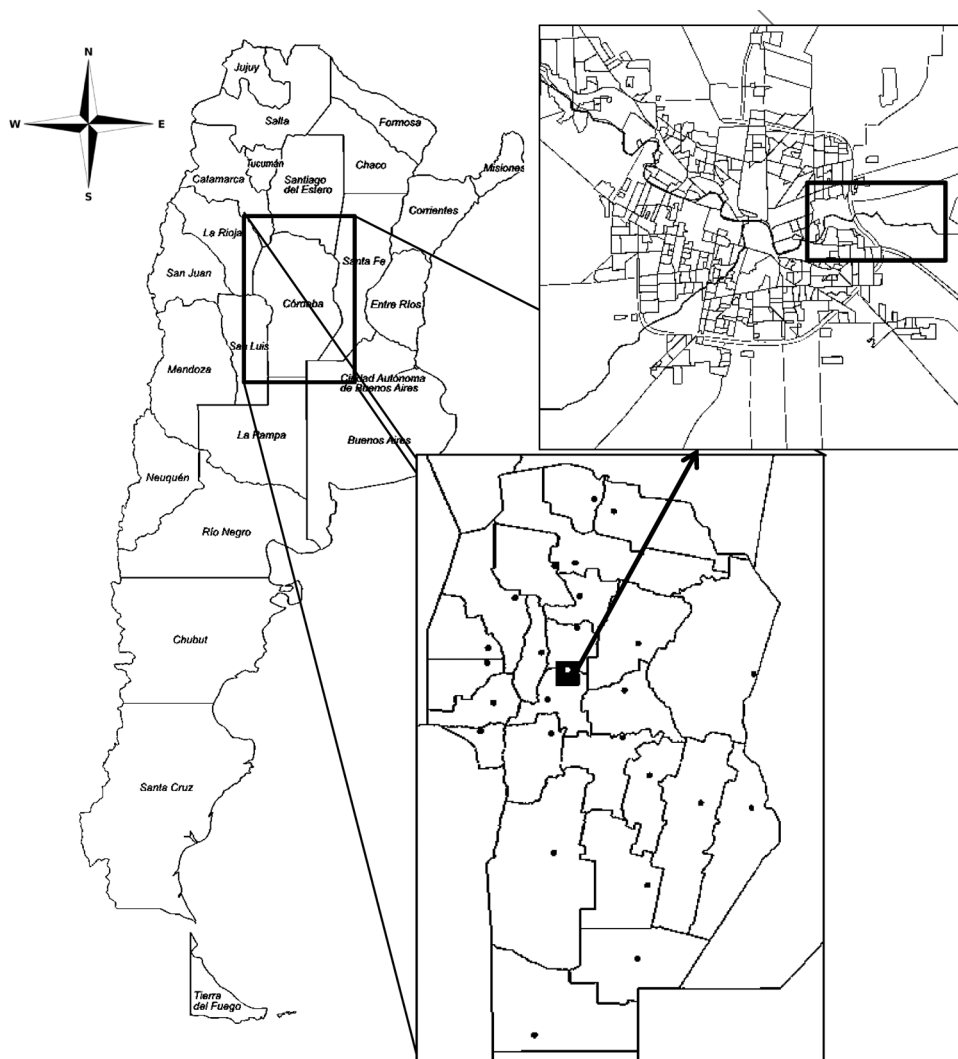 N
W
E
S
Jujuy
Salta
Formosa
Tucumán
Chaco
Misiones
Catamarca
Santiago
del Estero
Corrientes
La Rioja
Santa Fe
San Juan
Córdoba
Entre Ríos
San Luis
Mendoza
Ciudad Autónoma
de Buenos Aires
La Pampa
Buenos Aires
Neuquén
Río Negro
Chubut
Santa Cruz
Tierra
del Fuego